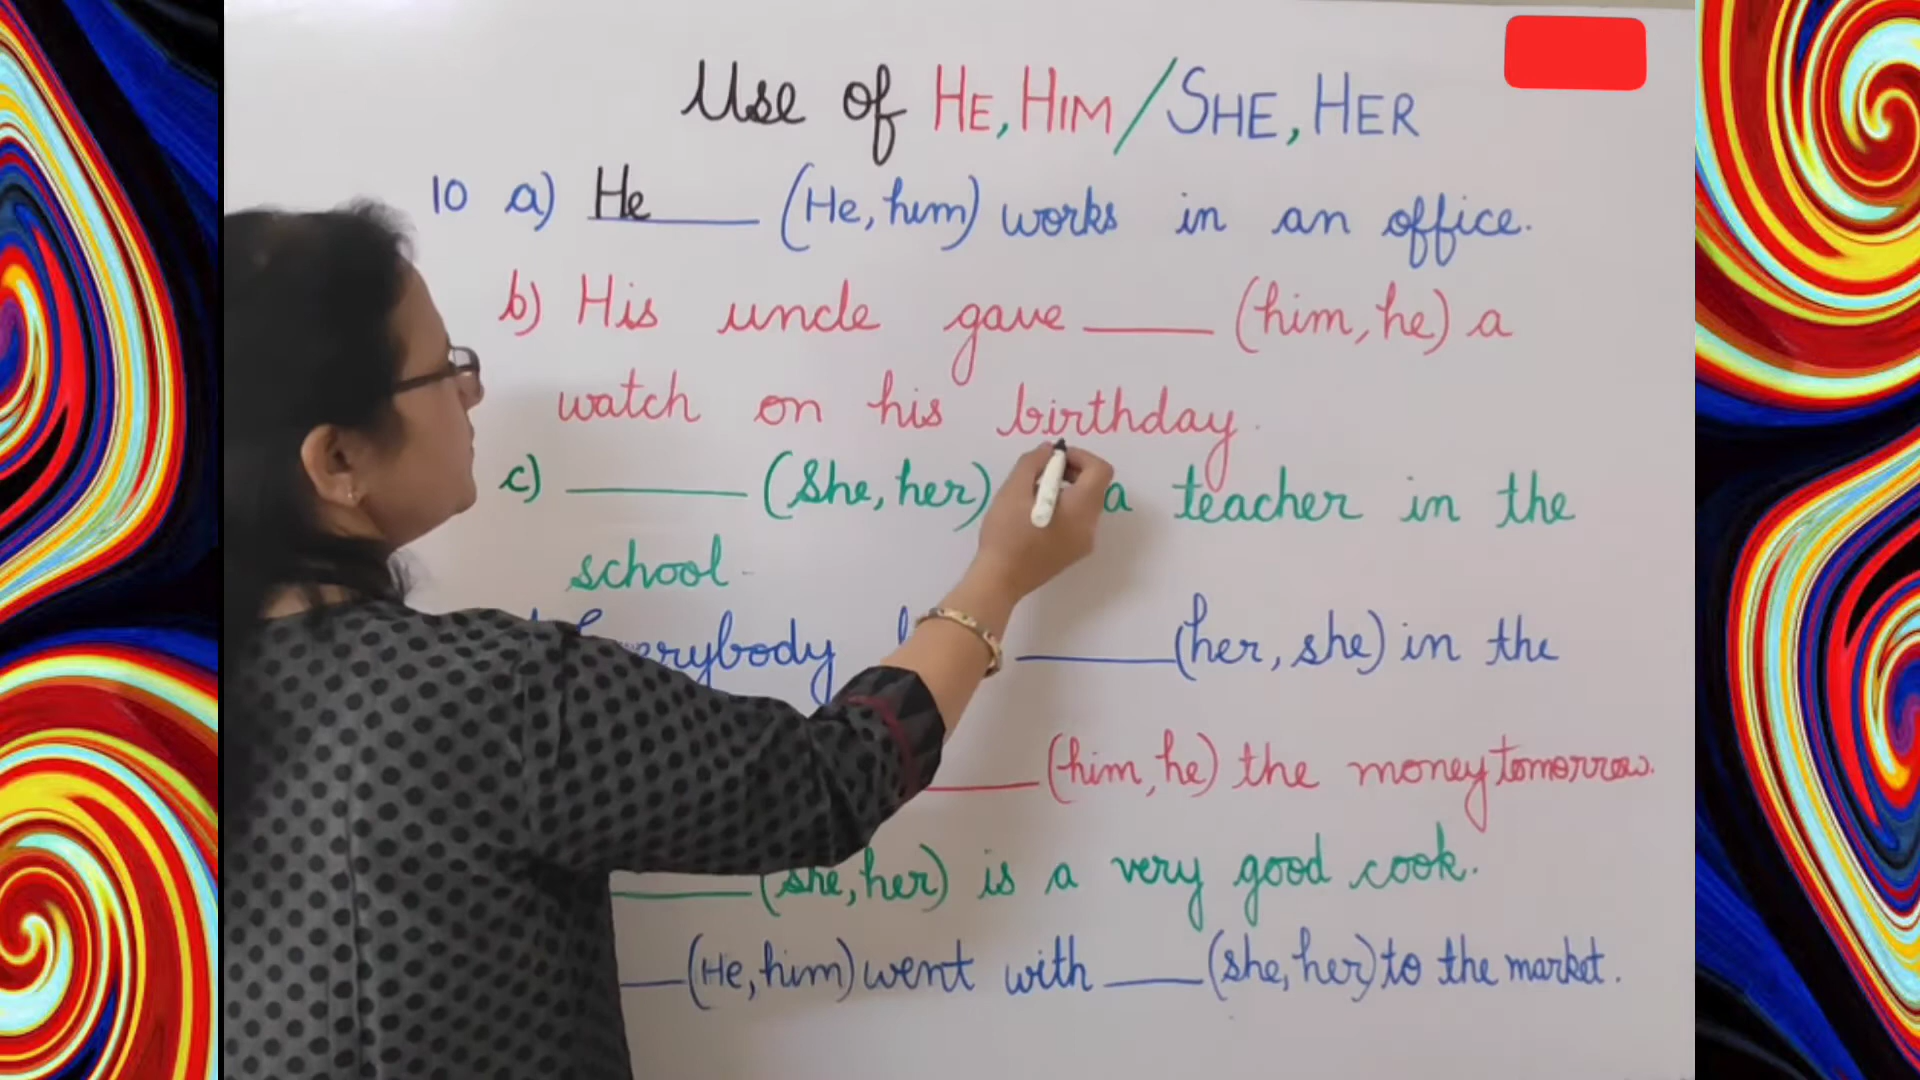 Use of HE, HIM / SHE, HER
10 a) He____ (He, him) works in an office.
b) His uncle gave ____ (him, he) a
watch on his birthday.
c) ____ (She, her) a teacher in the
school.
____ (her, she) in the
____ (him, he) the money tomorrow.
____ (she, her) is a very good cook.
____ (He, him) went with ____ (she, her) to the market.